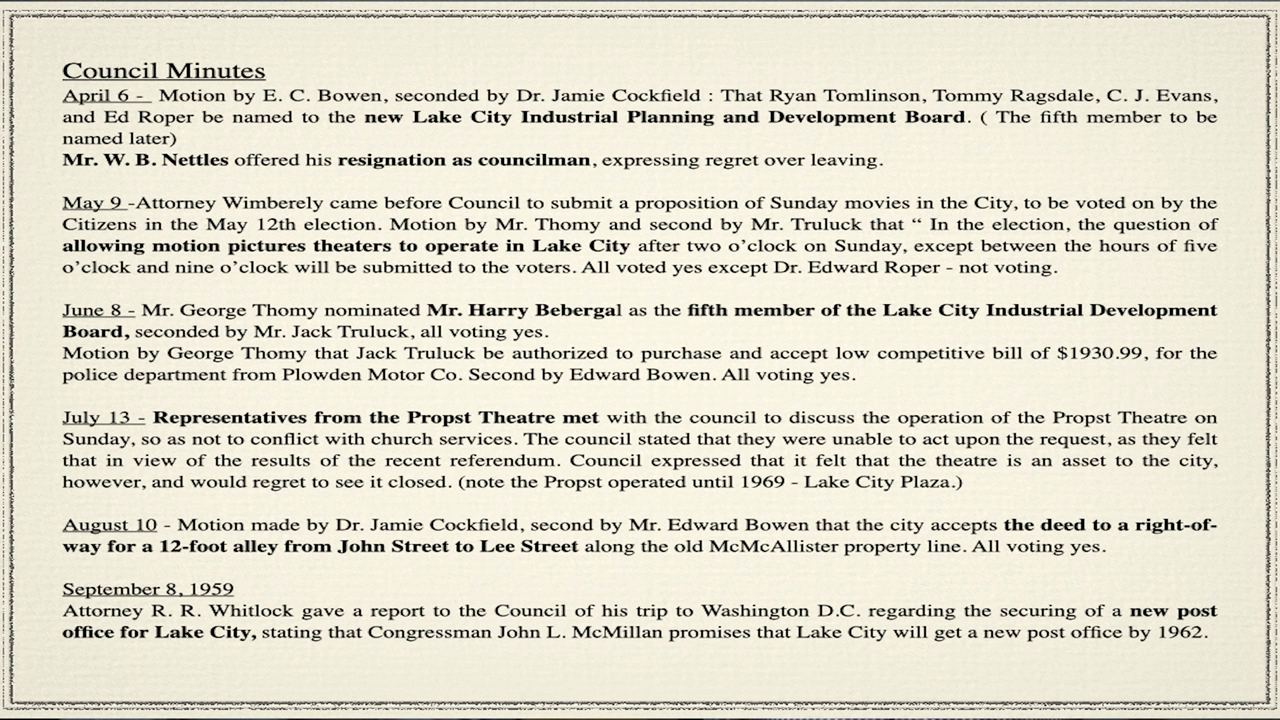 Council Minutes
April 6 - Motion by E. C. Bowen, seconded by Dr. Jamie Cockfield : That Ryan Tomlinson, Tommy Ragsdale, C. J. Evans,
and Ed Roper be named to the new Lake City Industrial Planning and Development Board. ( The fifth member to be
named later)
Mr. W. B. Nettles offered his resignation as councilman, expressing regret over leaving.
May 9 -Attorney Wimberely came before Council to submit a proposition of Sunday movies in the City, to be voted on by the
Citizens in the May 12th election. Motion by Mr. Thomy and second by Mr. Truluck that “ In the election, the question of
allowing motion pictures theaters to operate in Lake City after two o’clock on Sunday, except between the hours of five
o’clock and nine o’clock will be submitted to the voters. All voted yes except Dr. Edward Roper - not voting.
June 8 - Mr. George Thomy nominated Mr. Harry Bebergal as the fifth member of the Lake City Industrial Development
Board, seconded by Mr. Jack Truluck, all voting yes.
Motion by George Thomy that Jack Truluck be authorized to purchase and accept low competitive bill of $1930.99, for the
police department from Plowden Motor Co. Second by Edward Bowen. All voting yes.
July 13 - Representatives from the Propst Theatre met with the council to discuss the operation of the Propst Theatre on
Sunday, so as not to conflict with church services. The council stated that they were unable to act upon the request, as they felt
that in view of the results of the recent referendum. Council expressed that it felt that the theatre is an asset to the city,
however, and would regret to see it closed. (note the Propst operated until 1969 - Lake City Plaza.)
August 10 - Motion made by Dr. Jamie Cockfield, second by Mr. Edward Bowen that the city accepts the deed to a right-of-
way for a 12-foot alley from John Street to Lee Street along the old McMcAllister property line. All voting yes.
September 8, 1959
Attorney R. R. Whitlock gave a report to the Council of his trip to Washington D.C. regarding the securing of a new post
office for Lake City, stating that Congressman John L. McMillan promises that Lake City will get a new post office by 1962.